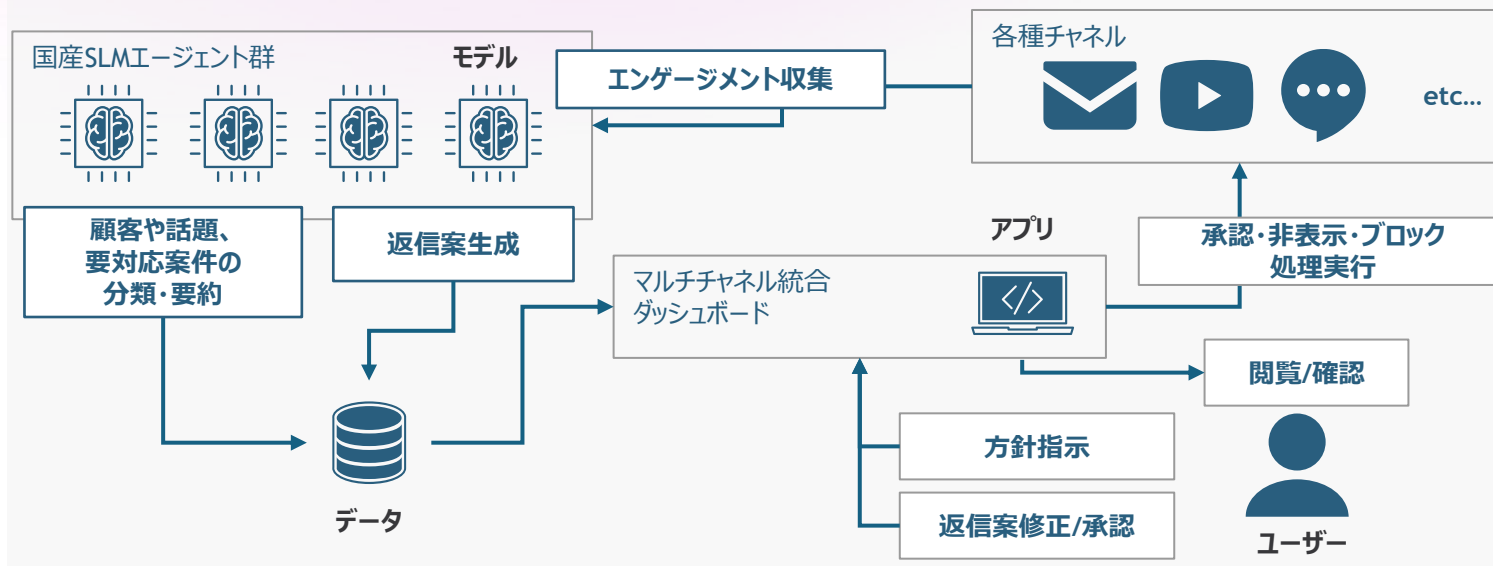 国産SLMエージェント群
モデル
エンゲージメント収集
各種チャネル
etc...
顧客や話題、
要対応案件の
分類・要約
返信案生成
アプリ
承認・非表示・ブロック
処理実行
マルチチャネル統合
ダッシュボード
</>
閲覧/確認
方針指示
返信案修正/承認
データ
ユーザー